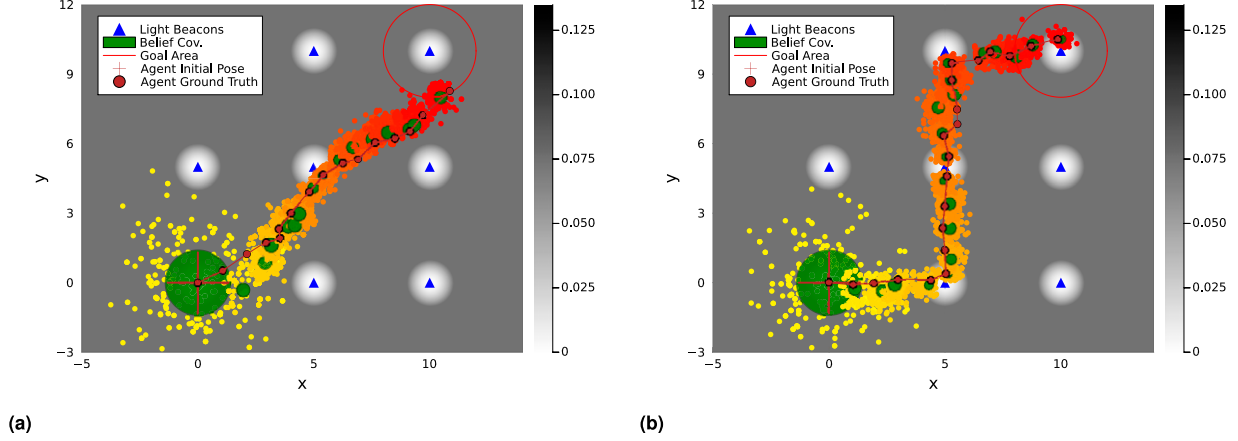 12
9
6
3
0
−3
y
Light Beacons
Belief Cov.
Goal Area
Agent Initial Pose
Agent Ground Truth
−5
0
5
10
x
0.125
0.100
0.075
0.050
0.025
0
(a)
12
9
6
3
0
−3
y
Light Beacons
Belief Cov.
Goal Area
Agent Initial Pose
Agent Ground Truth
−5
0
5
10
x
0.125
0.100
0.075
0.050
0.025
0
(b)